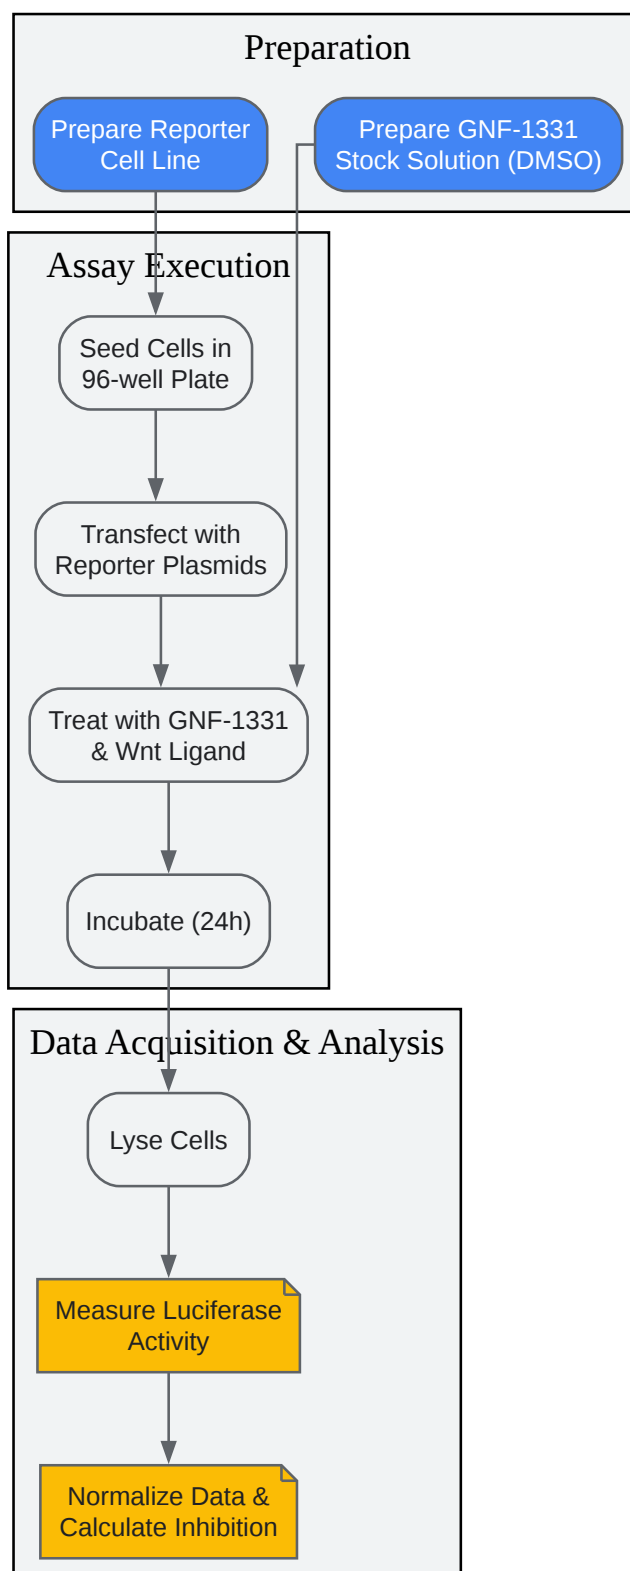 Preparation
Prepare Reporter
Cell Line
Prepare GNF-1331
Stock Solution (DMSO)
Assay Execution
Seed Cells in
96-well Plate
Transfect with
Reporter Plasmids
Treat with GNF-1331
& Wnt Ligand
Incubate (24h)
Data Acquisition & Analysis
Lyse Cells
Measure Luciferase
Activity
Normalize Data &
Calculate Inhibition